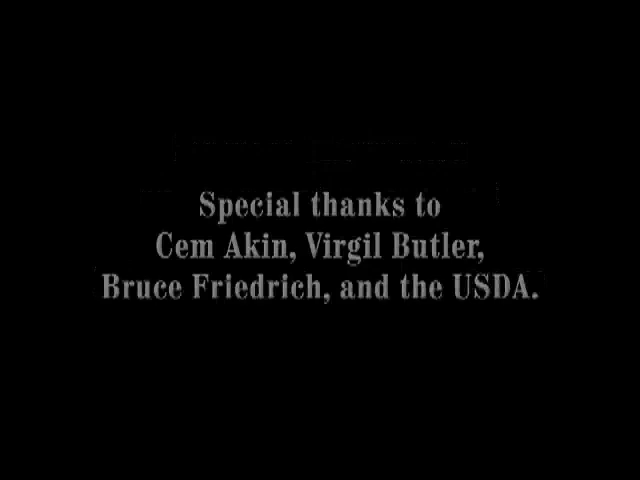 Special thanks to
Cem Akin, Virgil Butler,
Bruce Friedrich, and the USDA.